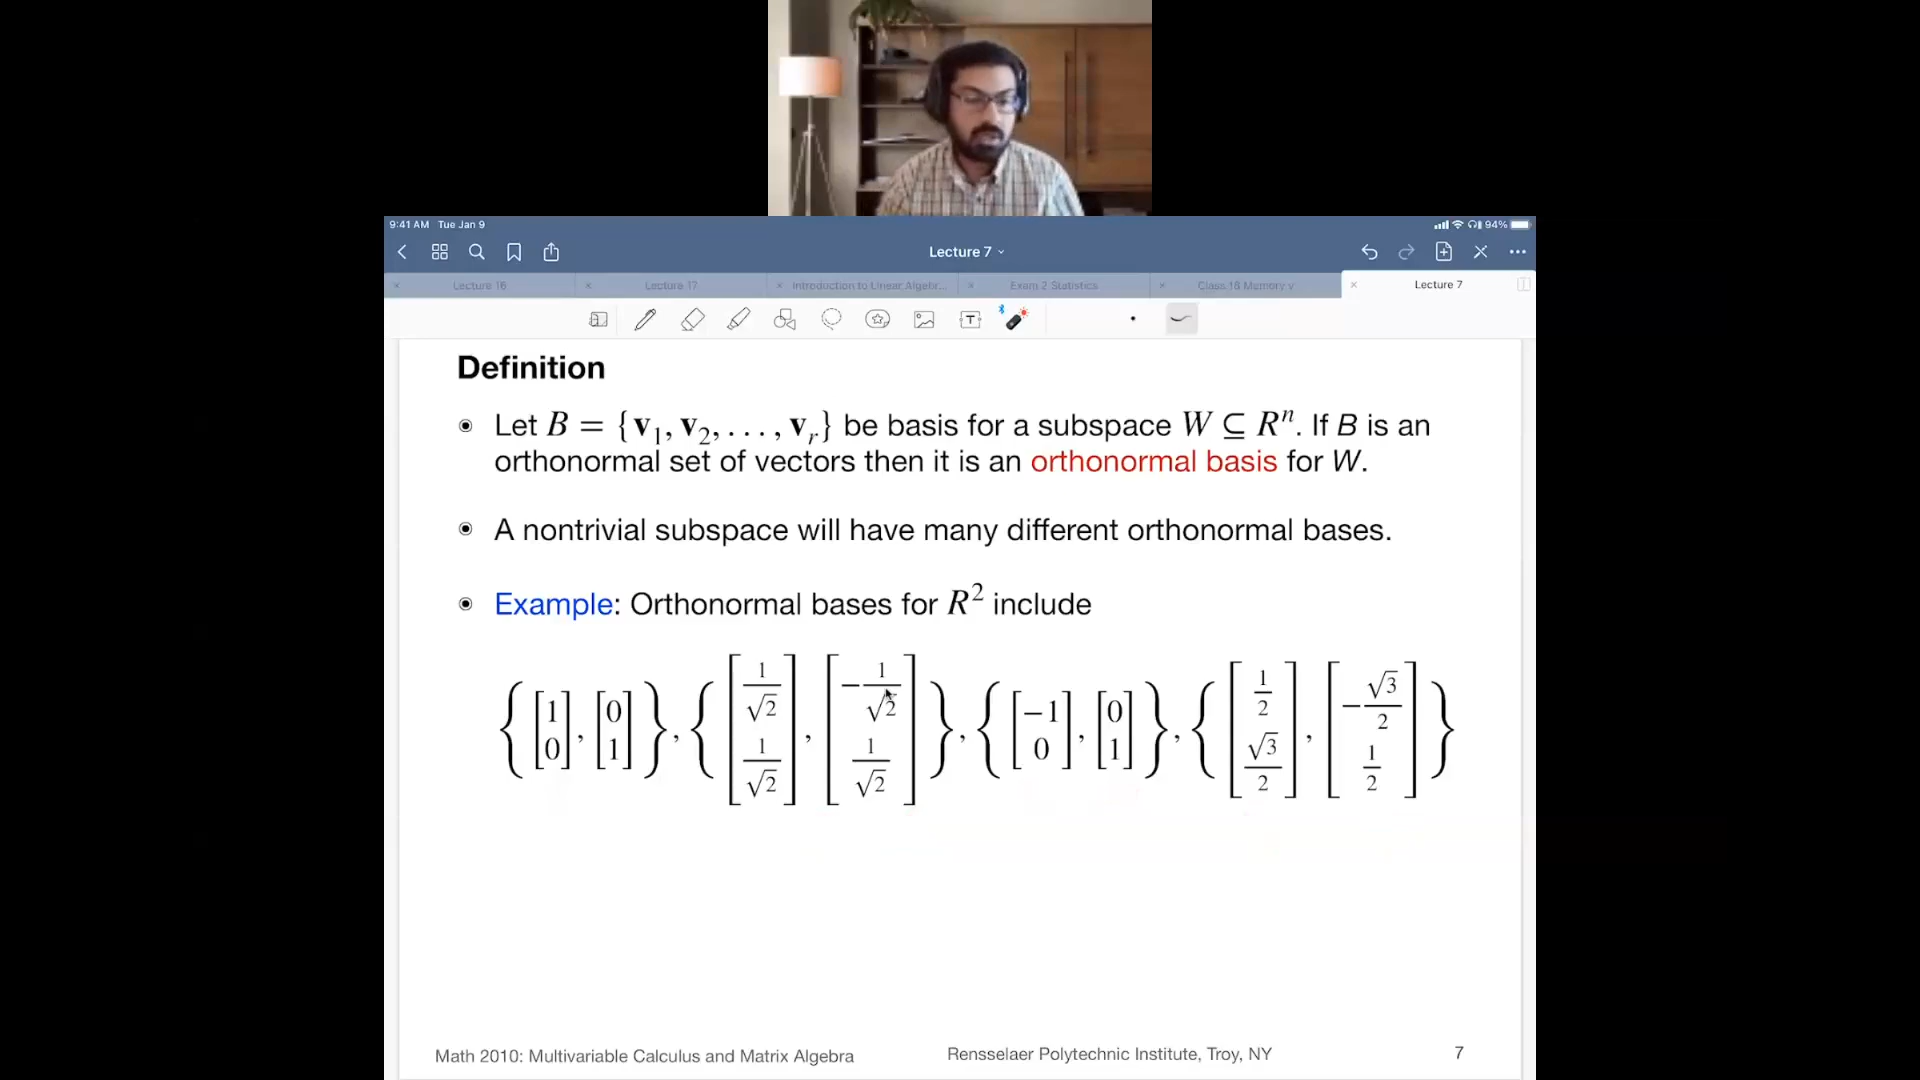 9:41 AM Tue Jan 9
94%
Lecture 7
Lecture 16
Lecture 17
Introduction to Linear Algebr...
Exam 2 Statistics
Class 18 Memory v
Lecture 7
Definition
Let B = {v₁, v₂, . . . , vᵣ} be basis for a subspace W ⊆ Rⁿ. If B is an
orthonormal set of vectors then it is an orthonormal basis for W.
A nontrivial subspace will have many different orthonormal bases.
Example: Orthonormal bases for R² include
{[1 0], [0 1]}, {[1/√2 1/√2], [−1/√2 1/√2]}, {[−1 0], [0 1]}, {[1/2 √3/2], [−√3/2 1/2]}
Math 2010: Multivariable Calculus and Matrix Algebra
Rensselaer Polytechnic Institute, Troy, NY
7